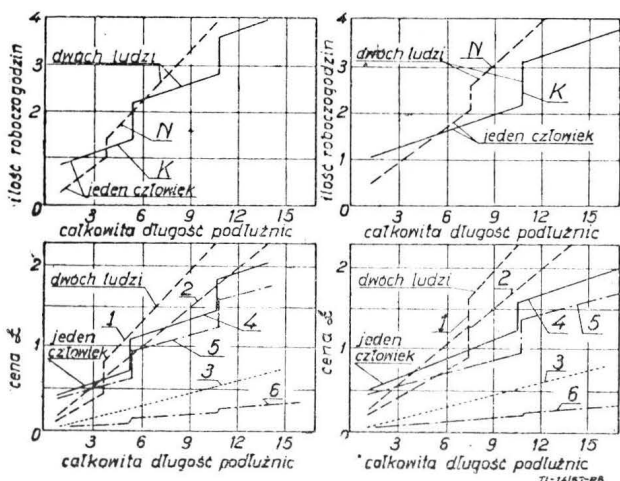 4
3
2
1
0
ilość roboczogodzin
dwóch ludzi
N
K
jeden człowiek
3 6 9 12 15
całkowita długość podłużnic
4
3
2
1
0
ilość roboczogodzin
dwóch ludzi
N
K
jeden człowiek
3 6 9 12 15
całkowita długość podłużnic
2
1
0
cena £
dwoch ludzi
1
2
jeden
człowiek
4
5
3
6
3 6 9 12 15
całkowita długość podłużnic
2
1
0
cena £
dwoch ludzi
1
2
jeden
człowiek
4
5
3
6
3 6 9 12 15
całkowita długość podłużnic